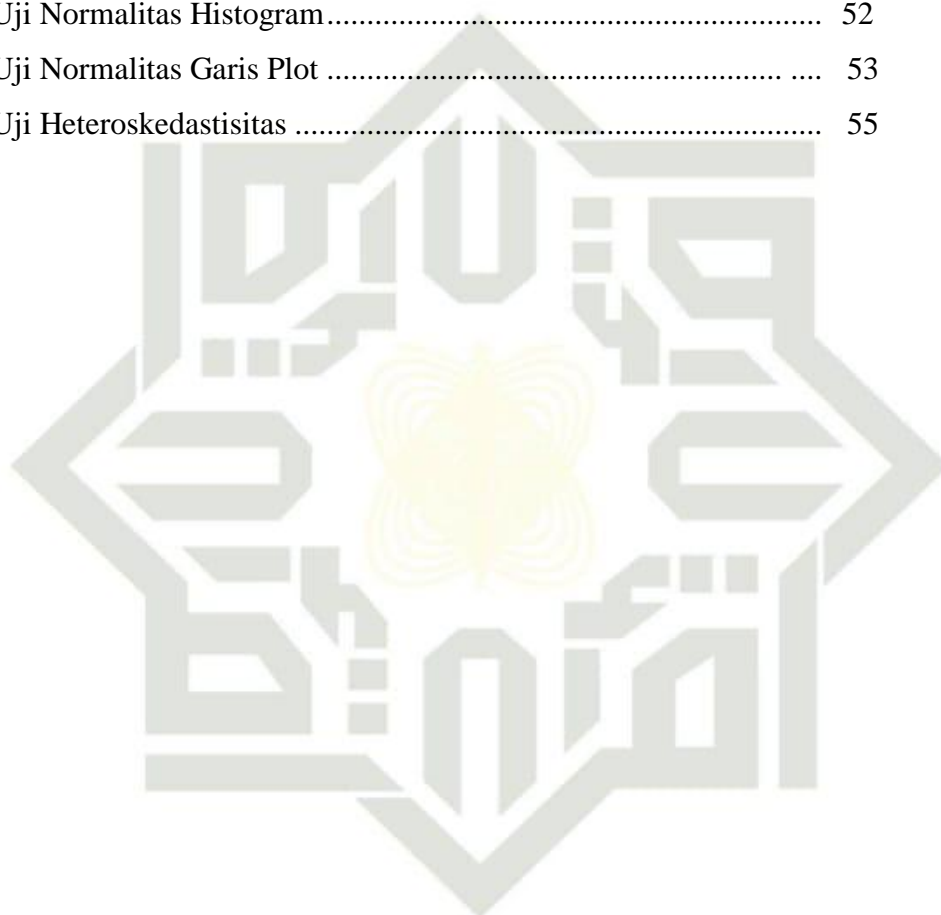 Uji Normalitas Histogram.............................................................. 52
Uji Normalitas Garis Plot ......................................................... .... 53
Uji Heteroskedastisitas .................................................................. 55